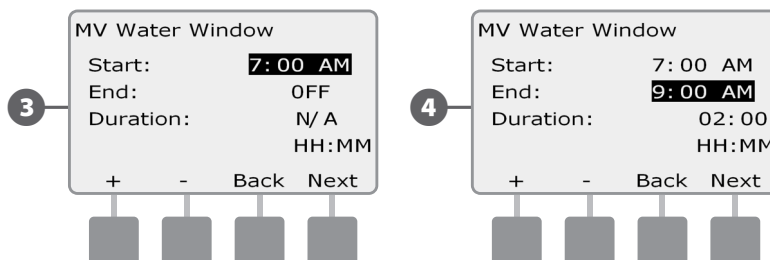 3
MV Water Window
Start: 7:00 AM
End: 0FF
Duration: N/A
HH:MM
+ - Back Next
4
MV Water Window
Start: 7:00 AM
End: 9:00 AM
Duration: 02:00
HH:MM
+ - Back Next